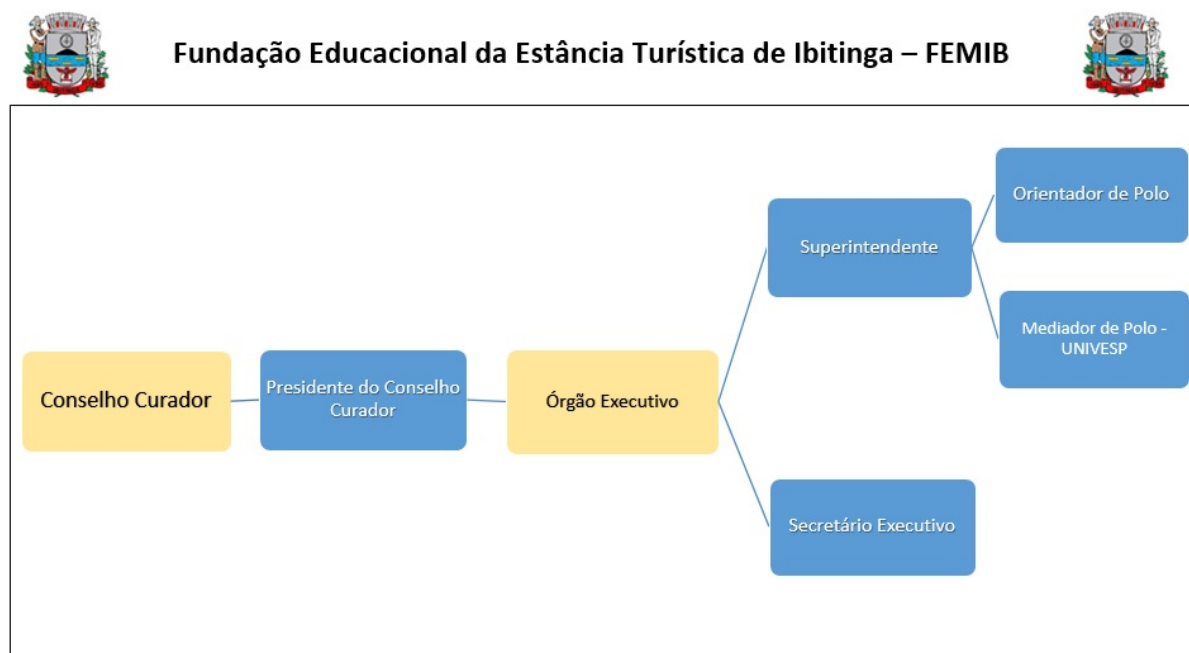 Fundação Educacional da Estância Turística de Ibitinga – FEMIB
Conselho Curador
Presidente do Conselho
Curador
Órgão Executivo
Superintendente
Orientador de Polo
Mediador de Polo -
UNIVESP
Secretário Executivo